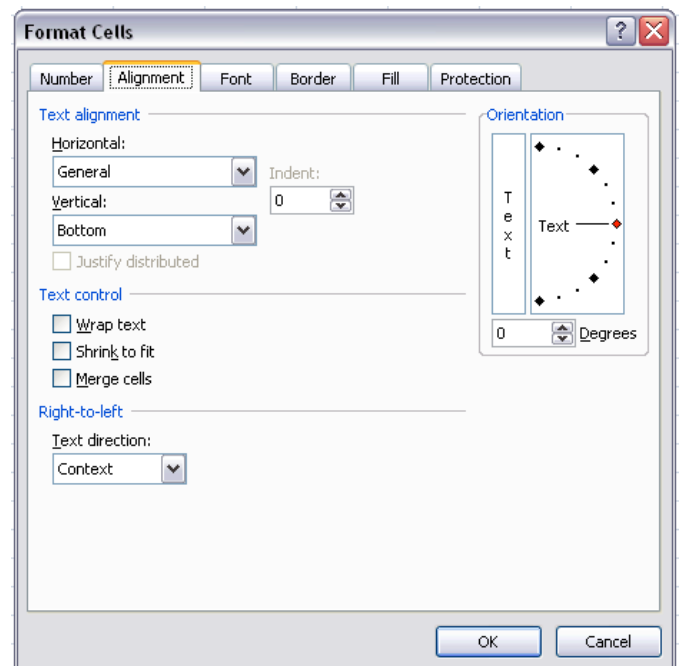 Format Cells
?
Number Alignment Font Border Fill Protection
Text alignment
Horizontal:
General
Indent:
0
Vertical:
Bottom
Justify distributed
Text control
Wrap text
Shrink to fit
Merge cells
Right-to-left
Text direction:
Context
Orientation
Text
Text
0 Degrees
OK Cancel